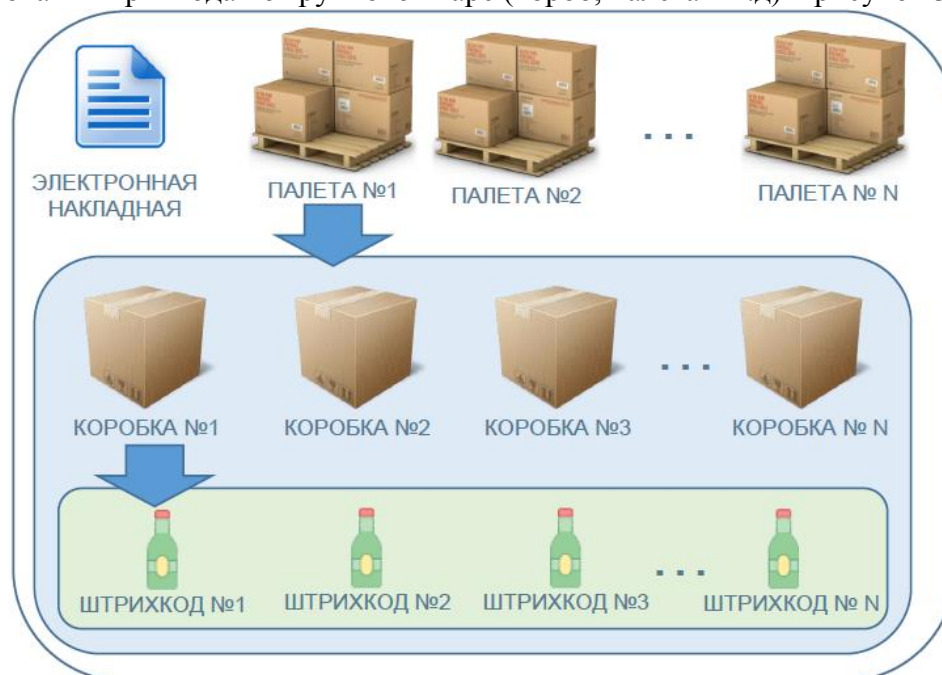 ЭЛЕКТРОННАЯ
НАКЛАДНАЯ
ПАЛЕТА №1
ПАЛЕТА №2
...
ПАЛЕТА № N
КОРОБКА №1
КОРОБКА №2
КОРОБКА №3
...
КОРОБКА № N
ШТРИХКОД №1
ШТРИХКОД №2
ШТРИХКОД №3
...
ШТРИХКОД № N